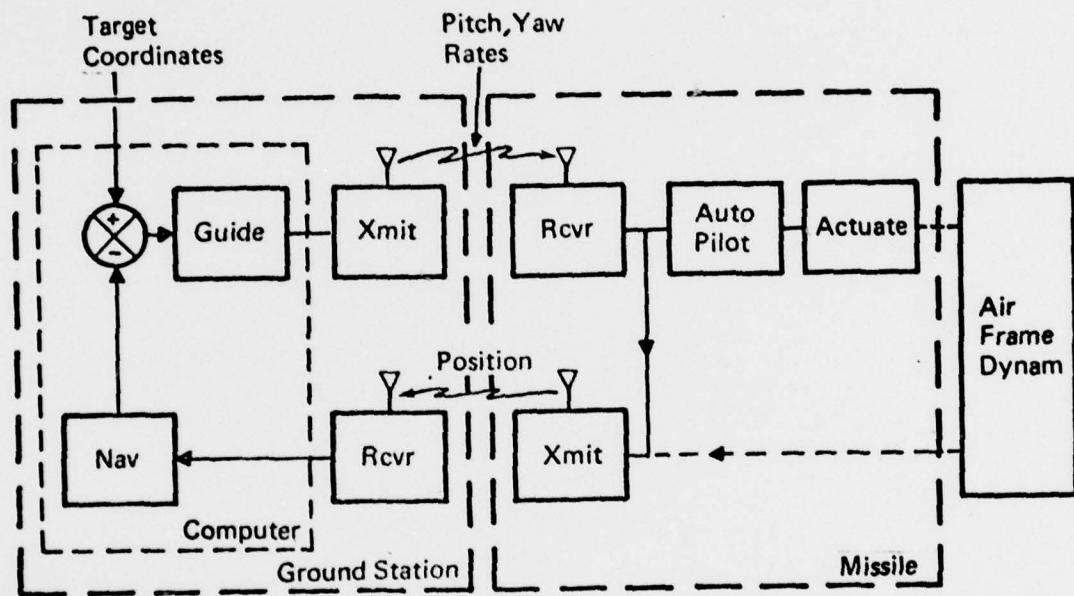 Target
Coordinates
Pitch, Yaw
Rates
+
-
Guide
Xmit
Rcvr
Auto
Pilot
Actuate
Air
Frame
Dynam
Position
Nav
Rcvr
Xmit
Computer
Ground Station
Missile